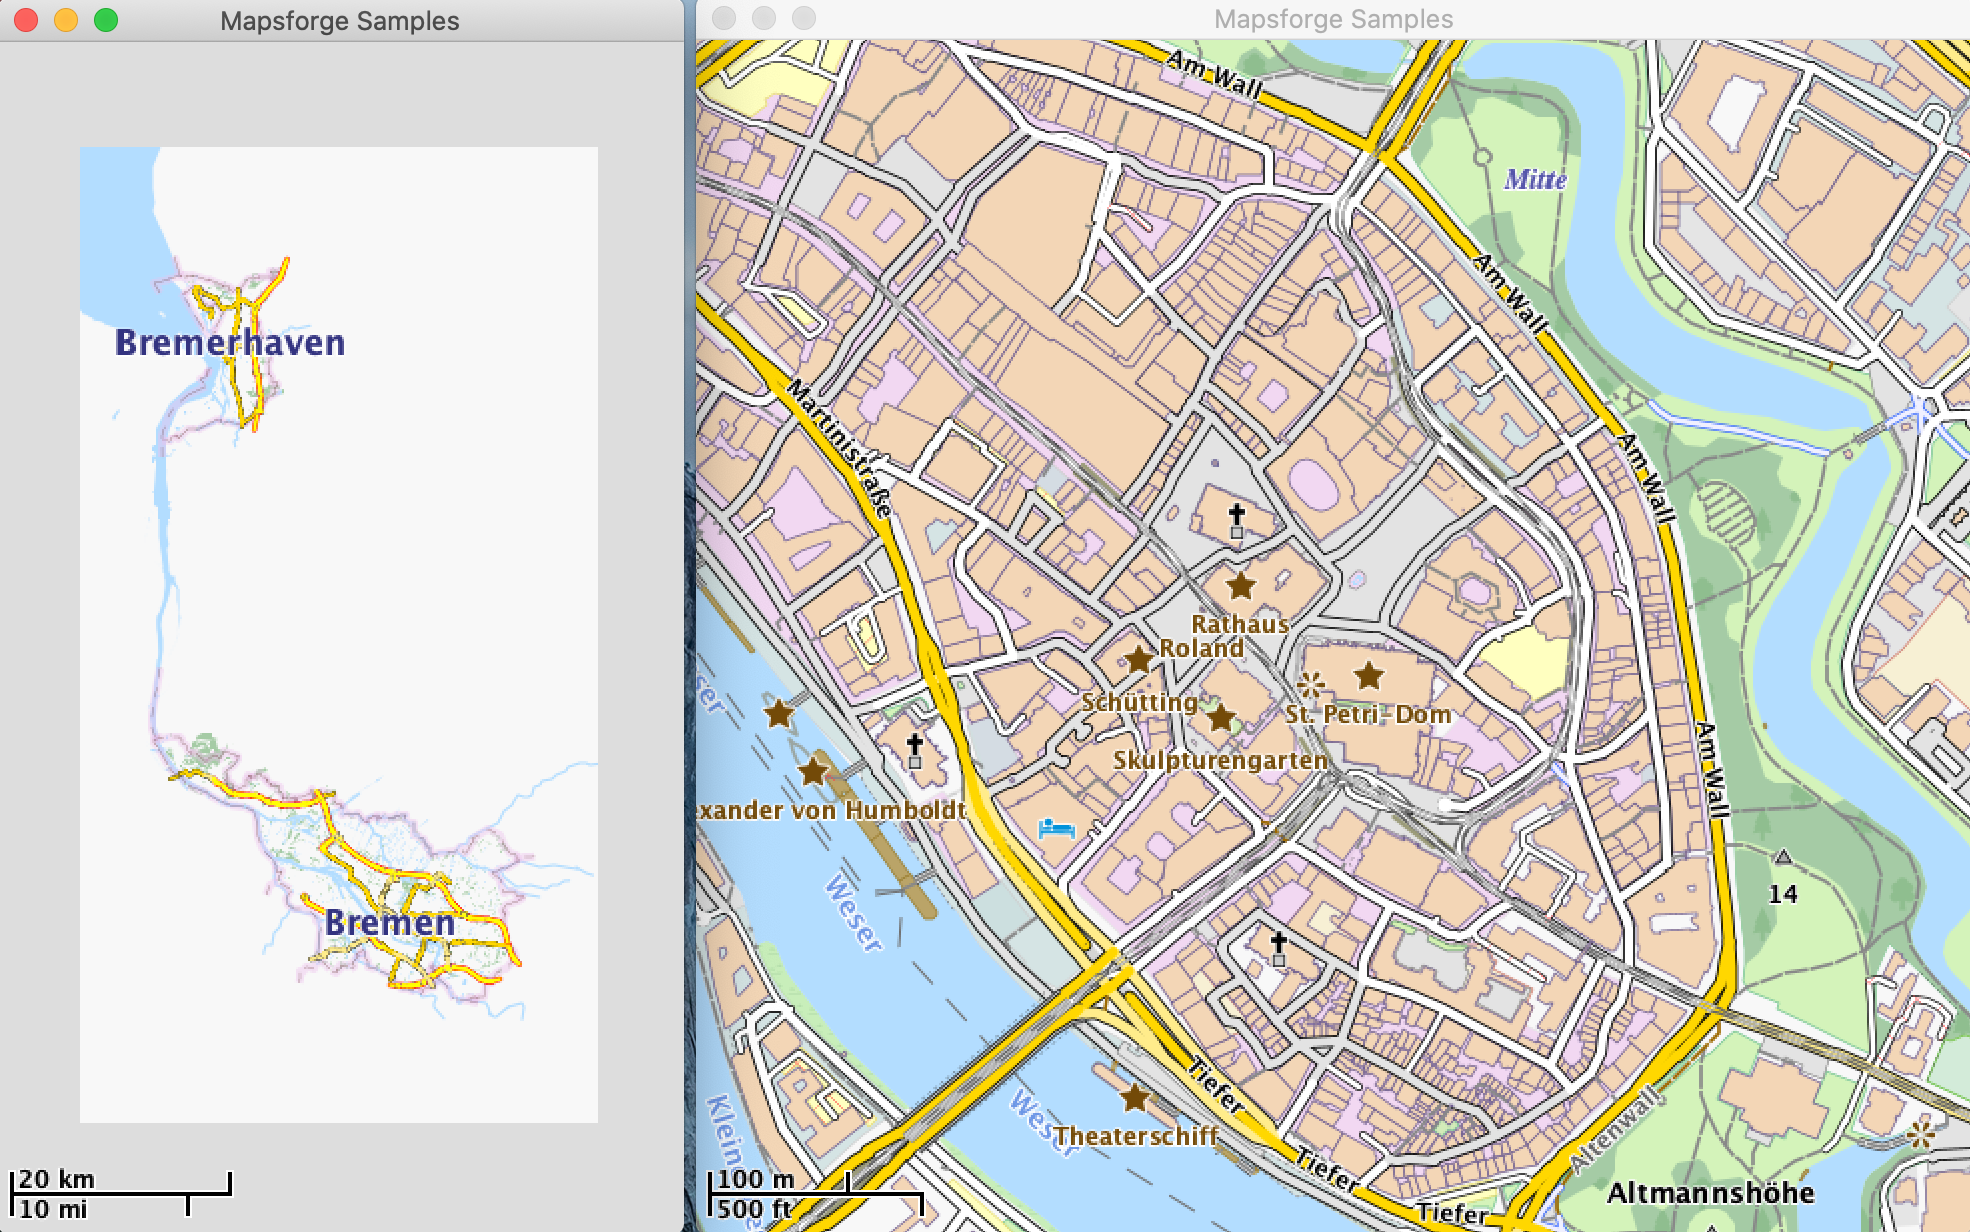 Mapsforge Samples
Bremerhaven
Bremen
20 km
10 mi
Mapsforge Samples
Am Wall
Mitte
Am Wall
Martinistraße
Am Wall
Rathaus
Roland
Schütting
St. Petri-Dom
Skulpturengarten
Am Wall
xander von Humboldt
Weser
14
Tiefer
Weser
Theaterschiff
Altenwall
Tiefer
Altmannshöhe
Tiefer
100 m
500 ft